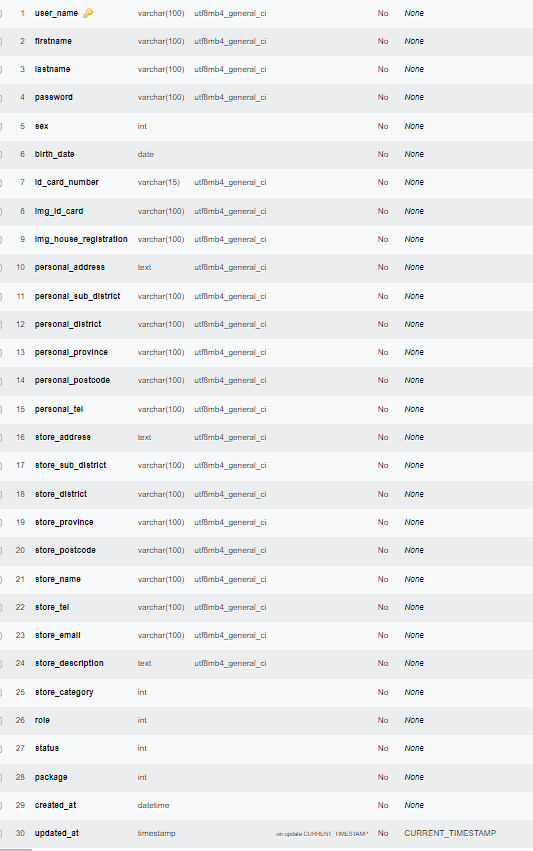 1 user_name varchar(100) utf8mb4_general_ci No None
2 firstname varchar(100) utf8mb4_general_ci No None
3 lastname varchar(100) utf8mb4_general_ci No None
4 password varchar(100) utf8mb4_general_ci No None
5 sex int No None
6 birth_date date No None
7 id_card_number varchar(15) utf8mb4_general_ci No None
8 img_id_card varchar(100) utf8mb4_general_ci No None
9 img_house_registration varchar(100) utf8mb4_general_ci No None
10 personal_address text utf8mb4_general_ci No None
11 personal_sub_district varchar(100) utf8mb4_general_ci No None
12 personal_district varchar(100) utf8mb4_general_ci No None
13 personal_province varchar(100) utf8mb4_general_ci No None
14 personal_postcode varchar(100) utf8mb4_general_ci No None
15 personal_tel varchar(100) utf8mb4_general_ci No None
16 store_address text utf8mb4_general_ci No None
17 store_sub_district varchar(100) utf8mb4_general_ci No None
18 store_district varchar(100) utf8mb4_general_ci No None
19 store_province varchar(100) utf8mb4_general_ci No None
20 store_postcode varchar(100) utf8mb4_general_ci No None
21 store_name varchar(100) utf8mb4_general_ci No None
22 store_tel varchar(100) utf8mb4_general_ci No None
23 store_email varchar(100) utf8mb4_general_ci No None
24 store_description text utf8mb4_general_ci No None
25 store_category int No None
26 role int No None
27 status int No None
28 package int No None
29 created_at datetime No None
30 updated_at timestamp on update CURRENT_TIMESTAMP No CURRENT_TIMESTAMP